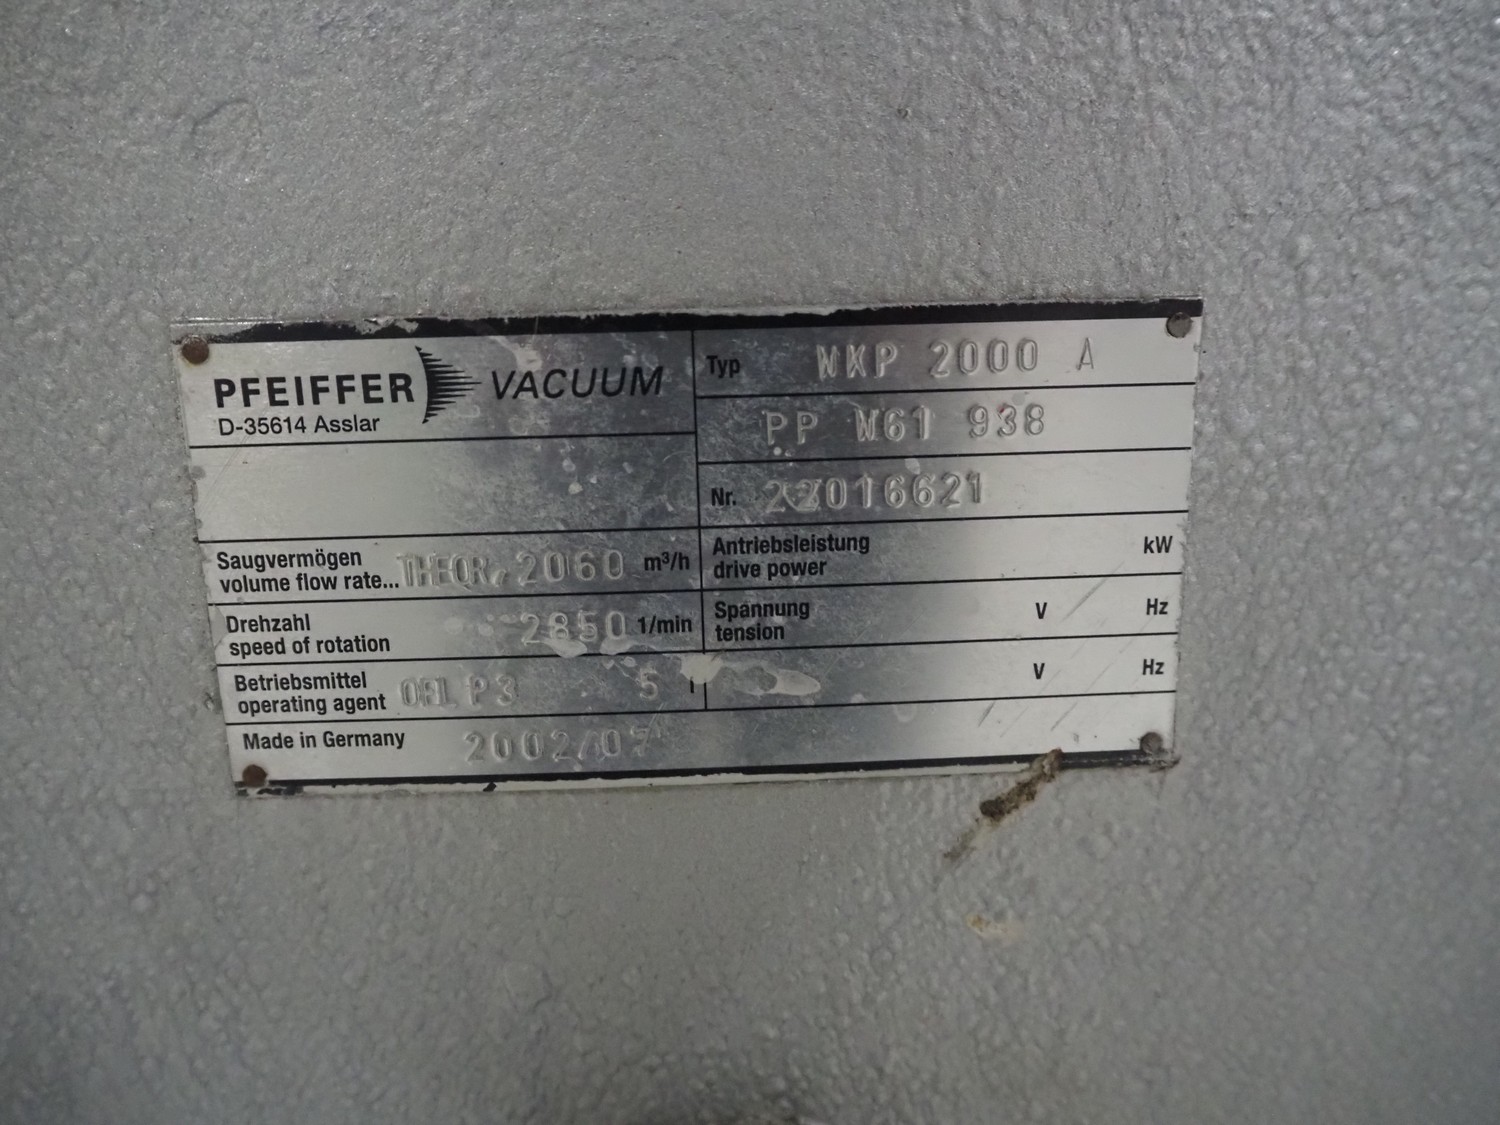 PFEIFFER VACUUM
D-35614 Asslar
Typ WKP 2000 A
PP W61 938
Nr. 22016621
Saugvermögen
volume flow rate... THEOR. 2060 m³/h
Antriebsleistung
drive power kW
Drehzahl
speed of rotation 2850 1/min
Spannung
tension V Hz
Betriebsmittel
operating agent OEL P3 5 l
V Hz
Made in Germany 2002/07